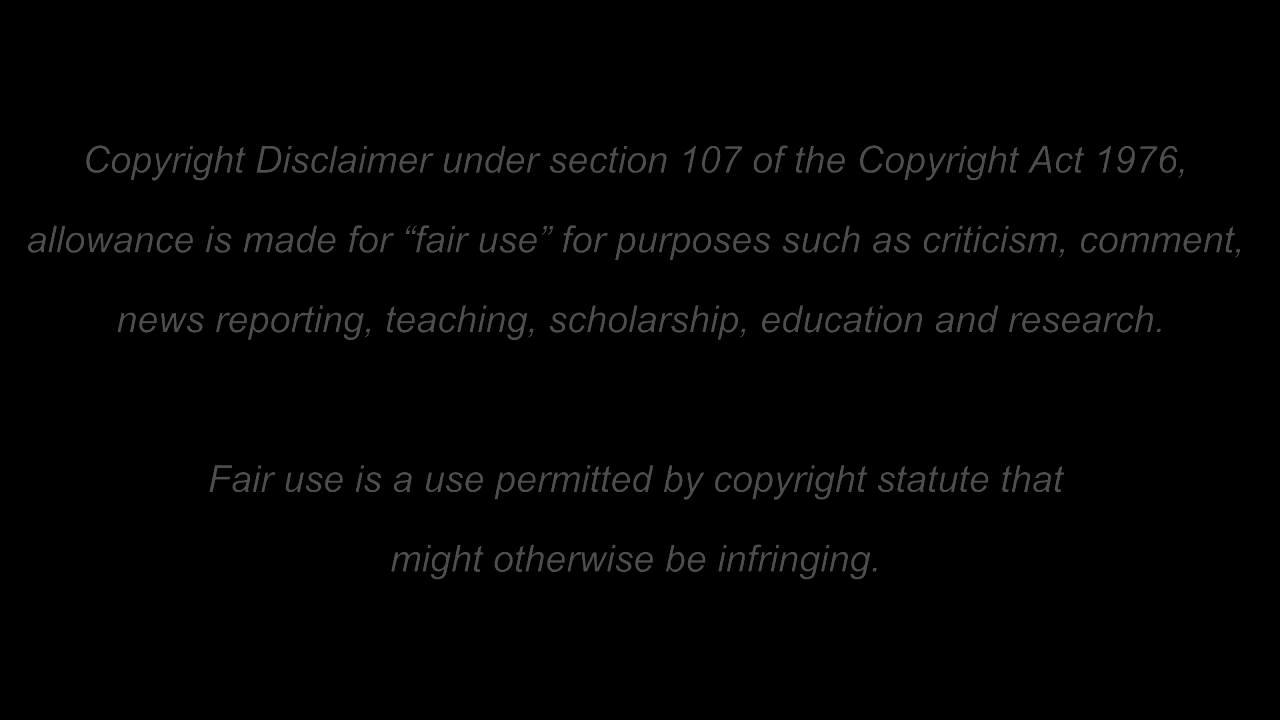 Copyright Disclaimer under section 107 of the Copyright Act 1976,
allowance is made for “fair use” for purposes such as criticism, comment,
news reporting, teaching, scholarship, education and research.
Fair use is a use permitted by copyright statute that
might otherwise be infringing.